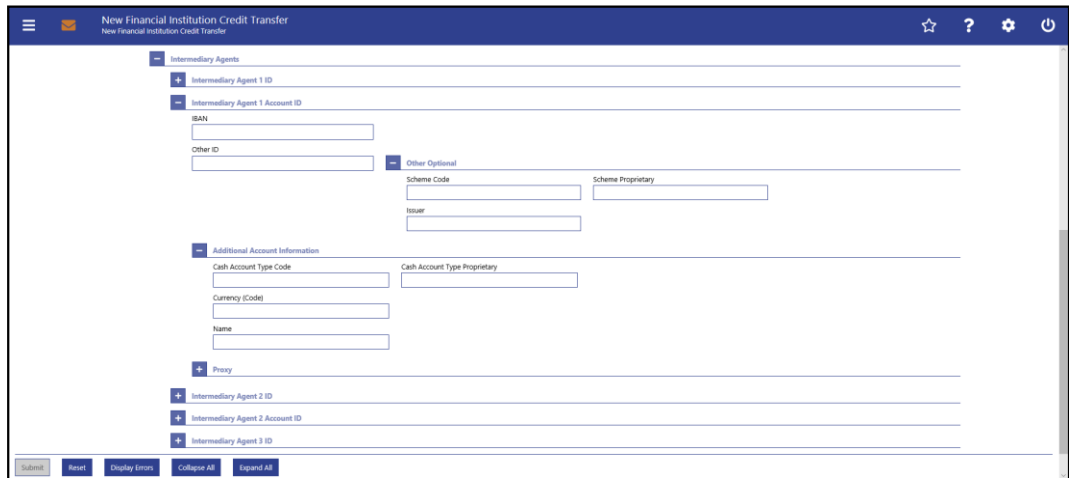 New Financial Institution Credit Transfer
New Financial Institution Credit Transfer
Intermediary Agents
Intermediary Agent 1 ID
Intermediary Agent 1 Account ID
IBAN
Other ID
Other Optional
Scheme Code Scheme Proprietary
Issuer
Additional Account Information
Cash Account Type Code Cash Account Type Proprietary
Currency (Code)
Name
Proxy
Intermediary Agent 2 ID
Intermediary Agent 2 Account ID
Intermediary Agent 3 ID
Submit Reset Display Errors Collapse All Expand All